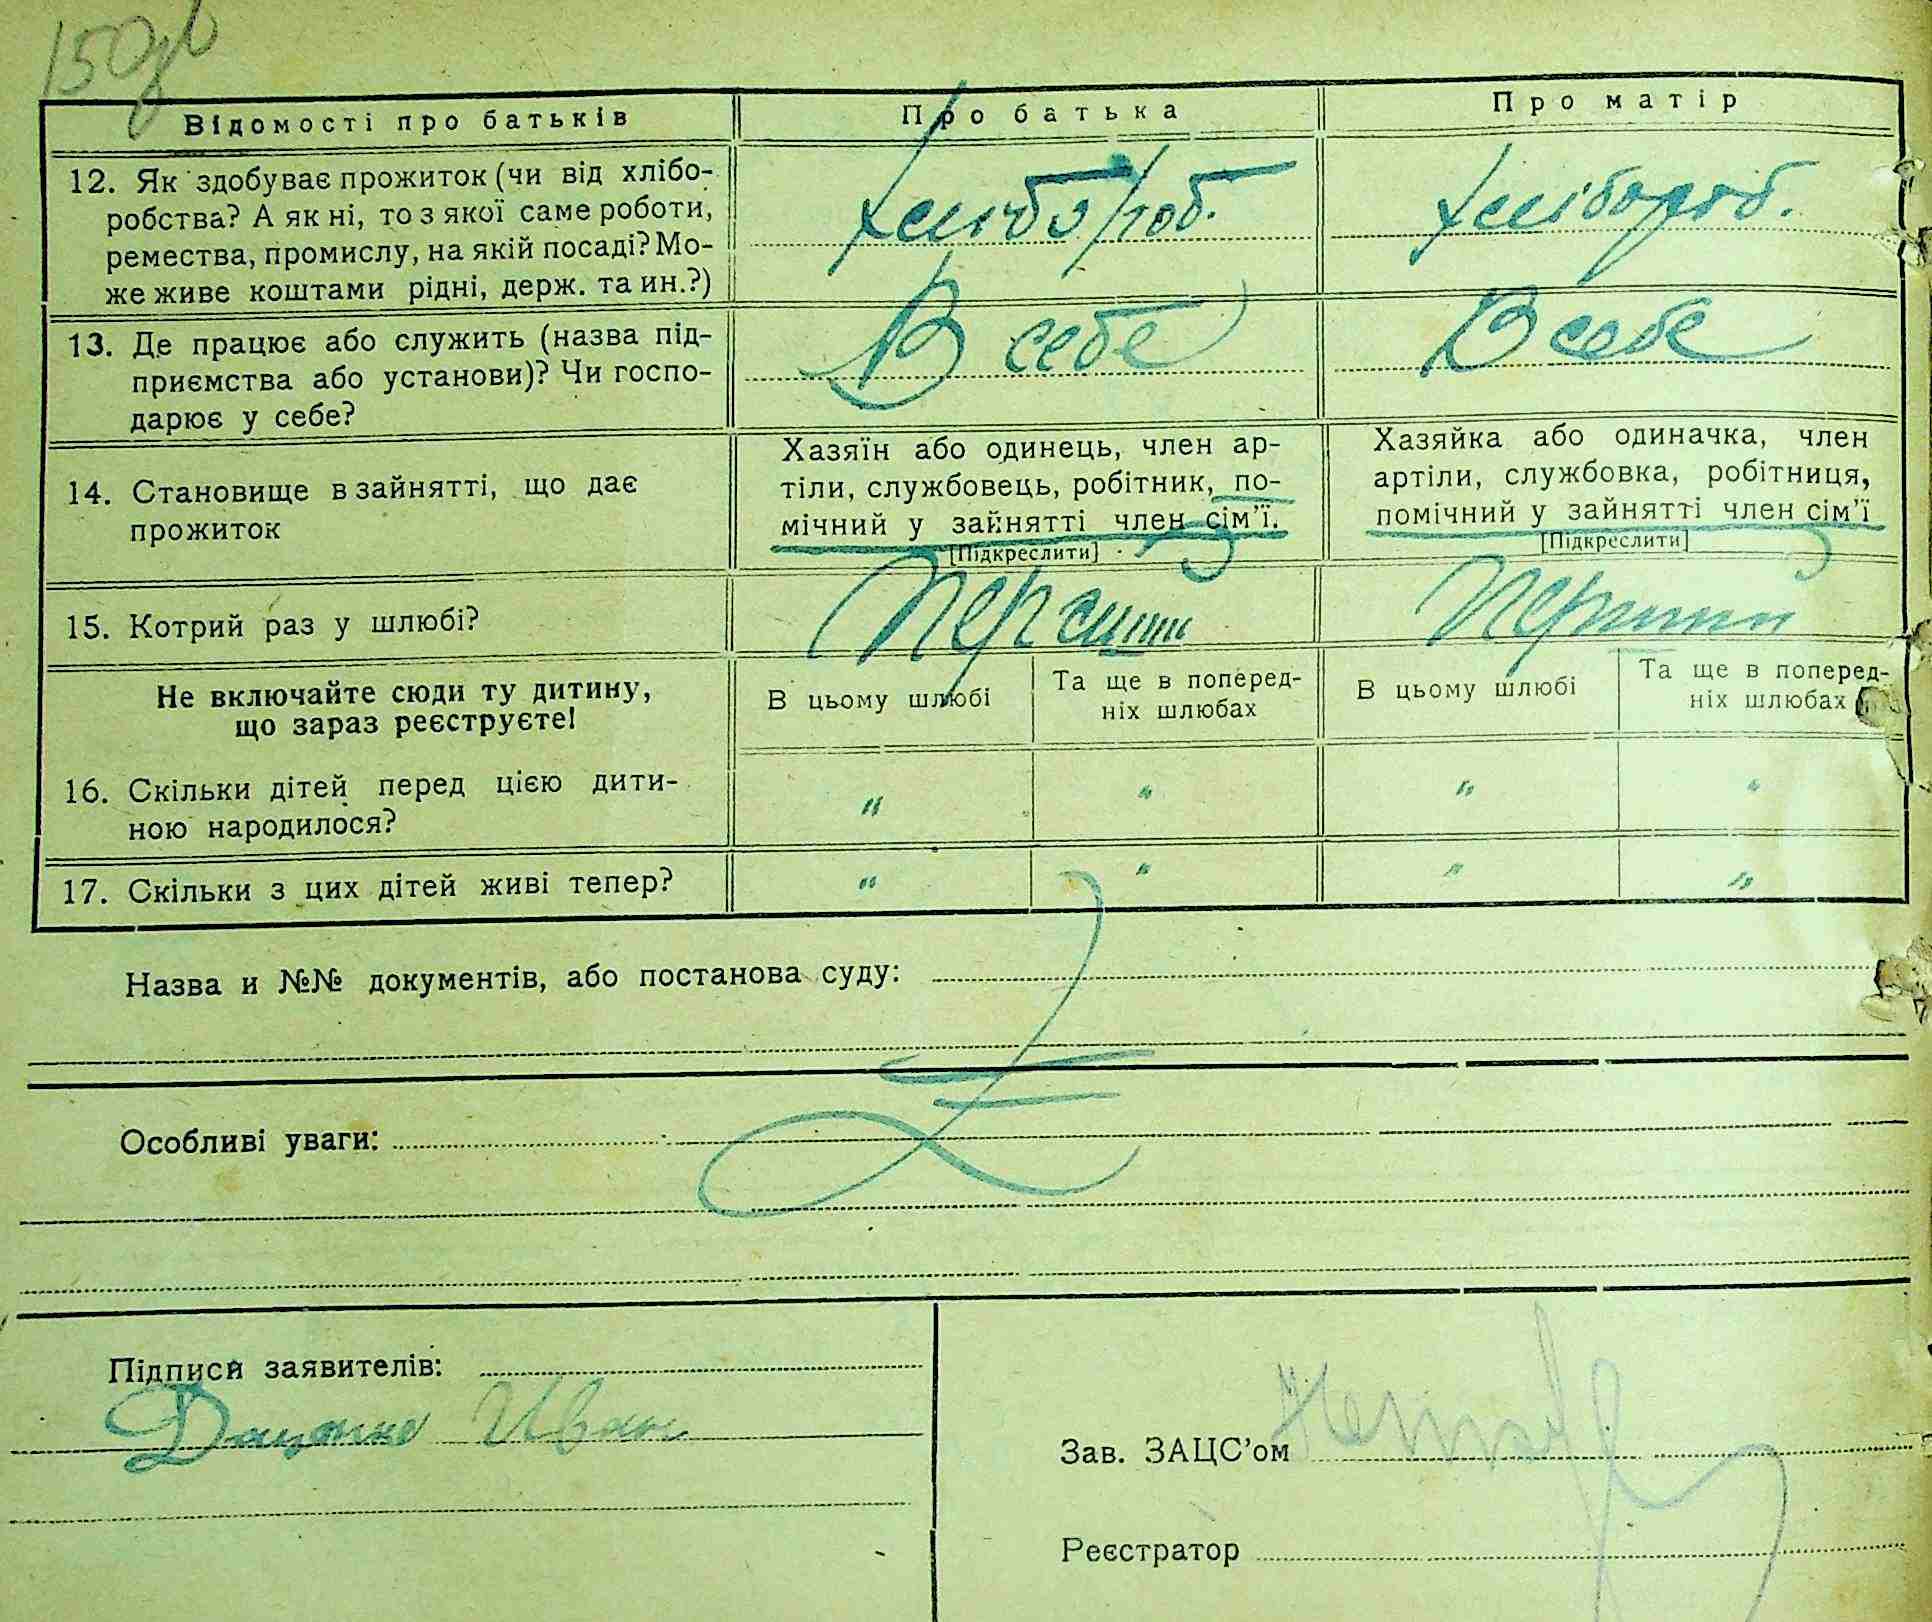 150зв
Відомості про батьків
Про батька
Про матір
12. Як здобуває прожиток (чи від хлібо-
робства? А як ні, то з якої саме роботи,
ремества, промислу, на якій посаді? Мо-
же живе коштами рідні, держ. та ин.?)
хлібороб.
хлібороб.
13. Де працює або служить (назва під-
приємства або установи)? Чи госпо-
дарює у себе?
В себе
В себе
14. Становище в зайнятті, що дає
прожиток
Хазяїн або одинець, член ар-
тіли, службовець, робітник, по-
мічний у зайнятті член сім’ї.
[Підкреслити]
Хазяйка або одиначка, член
артіли, службовка, робітниця,
помічний у зайнятті член сім’ї
[Підкреслити]
15. Котрий раз у шлюбі?
Перший
Перший
Не включайте сюди ту дитину,
що зараз реєструєте!
В цьому шлюбі
Та ще в поперед-
ніх шлюбах
В цьому шлюбі
Та ще в поперед-
ніх шлюбах
16. Скільки дітей перед цією дити-
ною народилося?
" " " "
17. Скільки з цих дітей живі тепер?
" " " "
Назва и №№ документів, або постанова суду:
Особливі уваги:
Підписи заявителів:
Даценко Иван
Зав. ЗАЦС’ом
Реєстратор